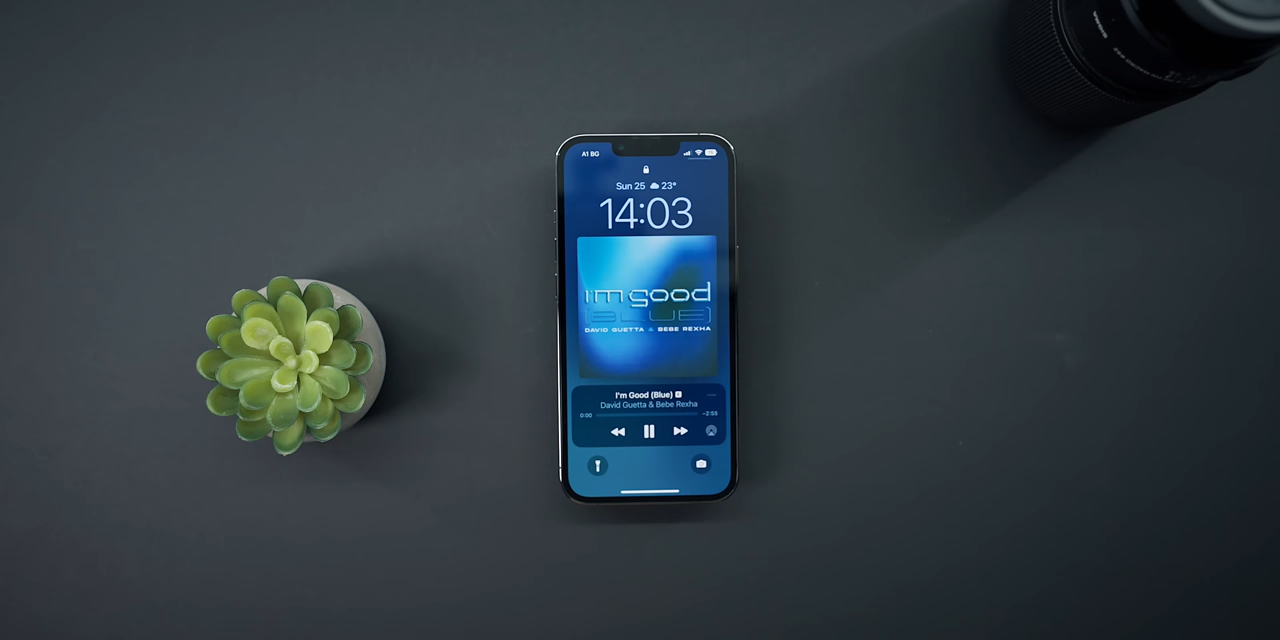 A1 BG
Sun 25 23°
14:03
i'm good
(BLUE)
DAVID GUETTA & BEBE REXHA
I'm Good (Blue) E
David Guetta & Bebe Rexha
0:00 -2:55
SIGMA